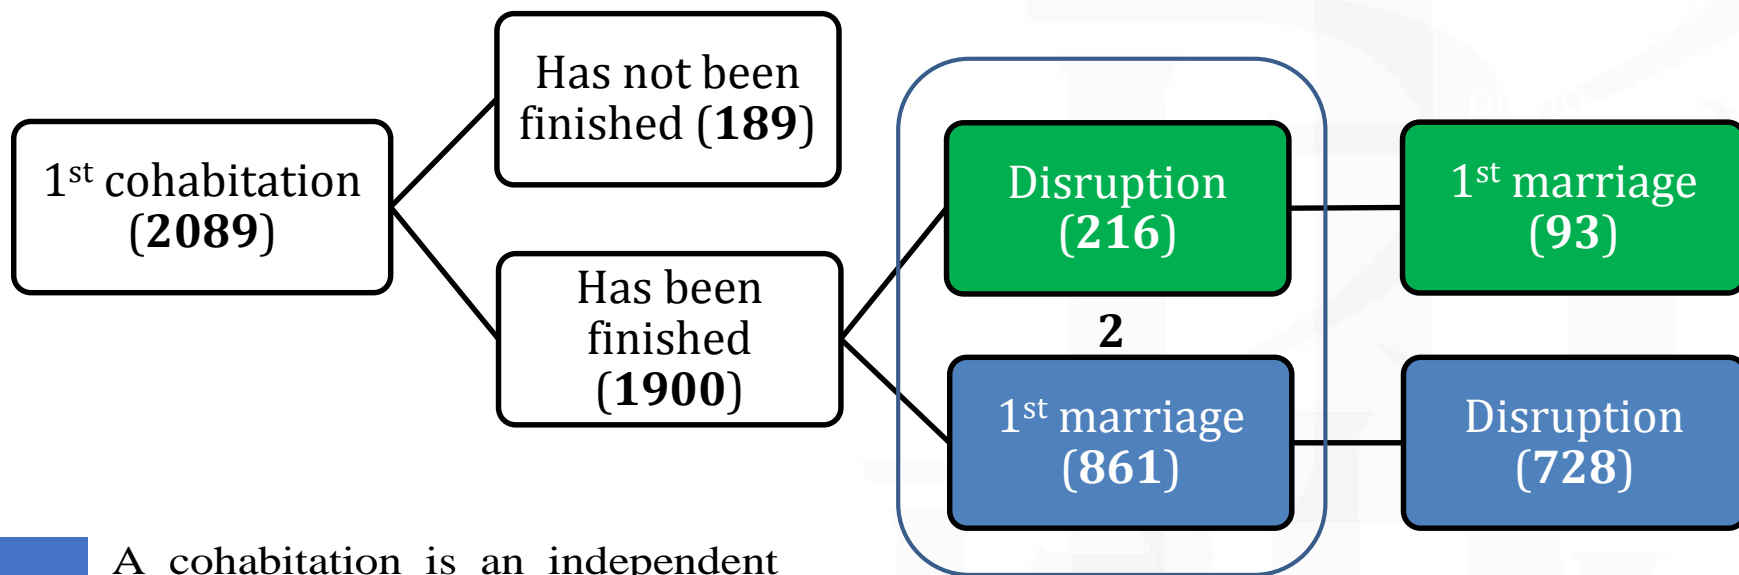 1st cohabitation
(2089)
Has not been
finished (189)
Has been
finished
(1900)
Disruption
(216)
2
1st marriage
(861)
1st marriage
(93)
Disruption
(728)
A cohabitation is an independent